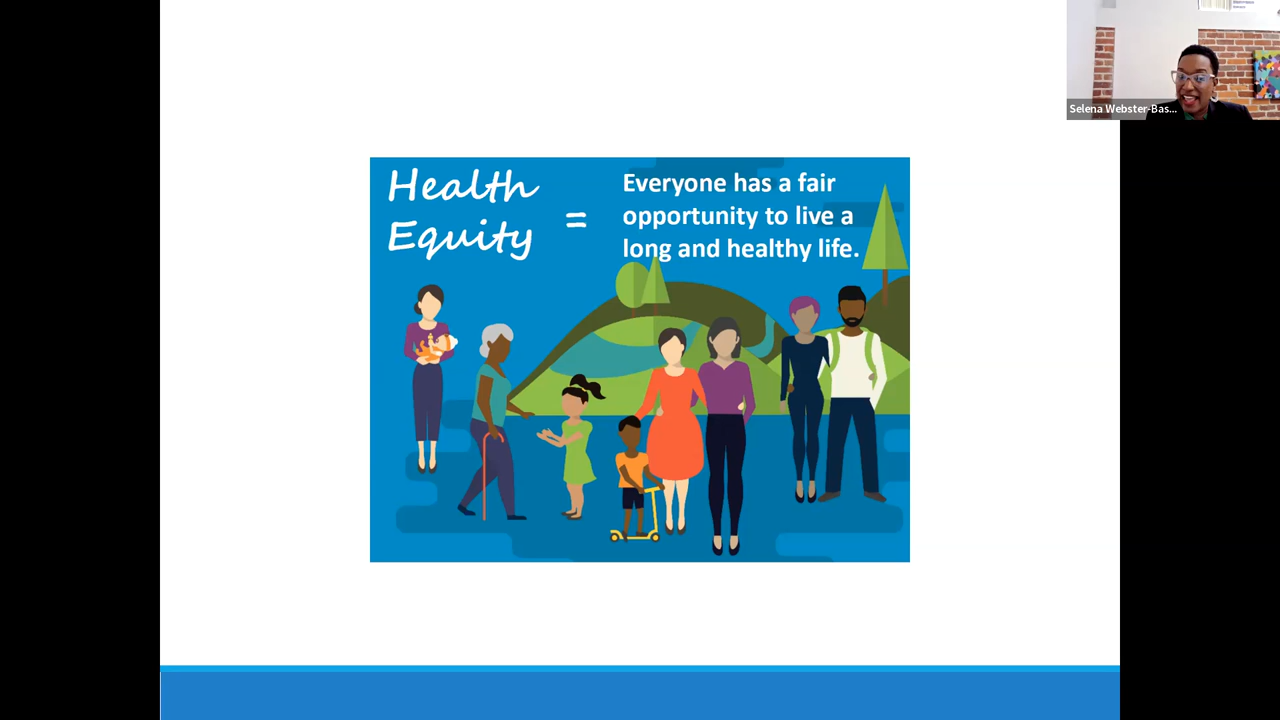 Health
Equity
=
Everyone has a fair
opportunity to live a
long and healthy life.
Selena Webster-Bas...